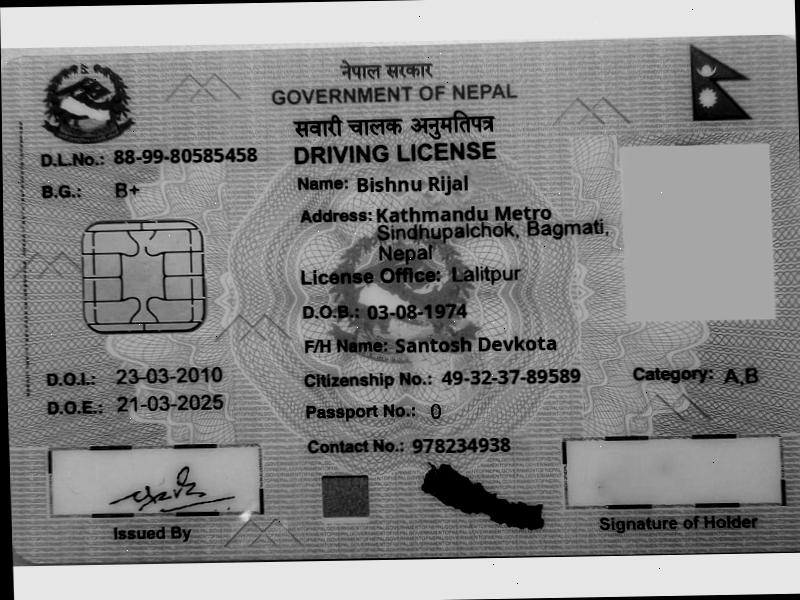 नेपाल सरकार
GOVERNMENT OF NEPAL
सवारी चालक अनुमतिपत्र
DRIVING LICENSE
D.L.No.: 88-99-80585458
B.G.: B+
Name: Bishnu Rijal
Address: Kathmandu Metro
Sindhupalchok, Bagmati,
Nepal
License Office: Lalitpur
D.O.B.: 03-08-1974
F/H Name: Santosh Devkota
D.O.I.: 23-03-2010
Citizenship No.: 49-32-37-89589
Category: A,B
D.O.E.: 21-03-2025
Passport No.: 0
Contact No.: 978234938
Issued By
Signature of Holder